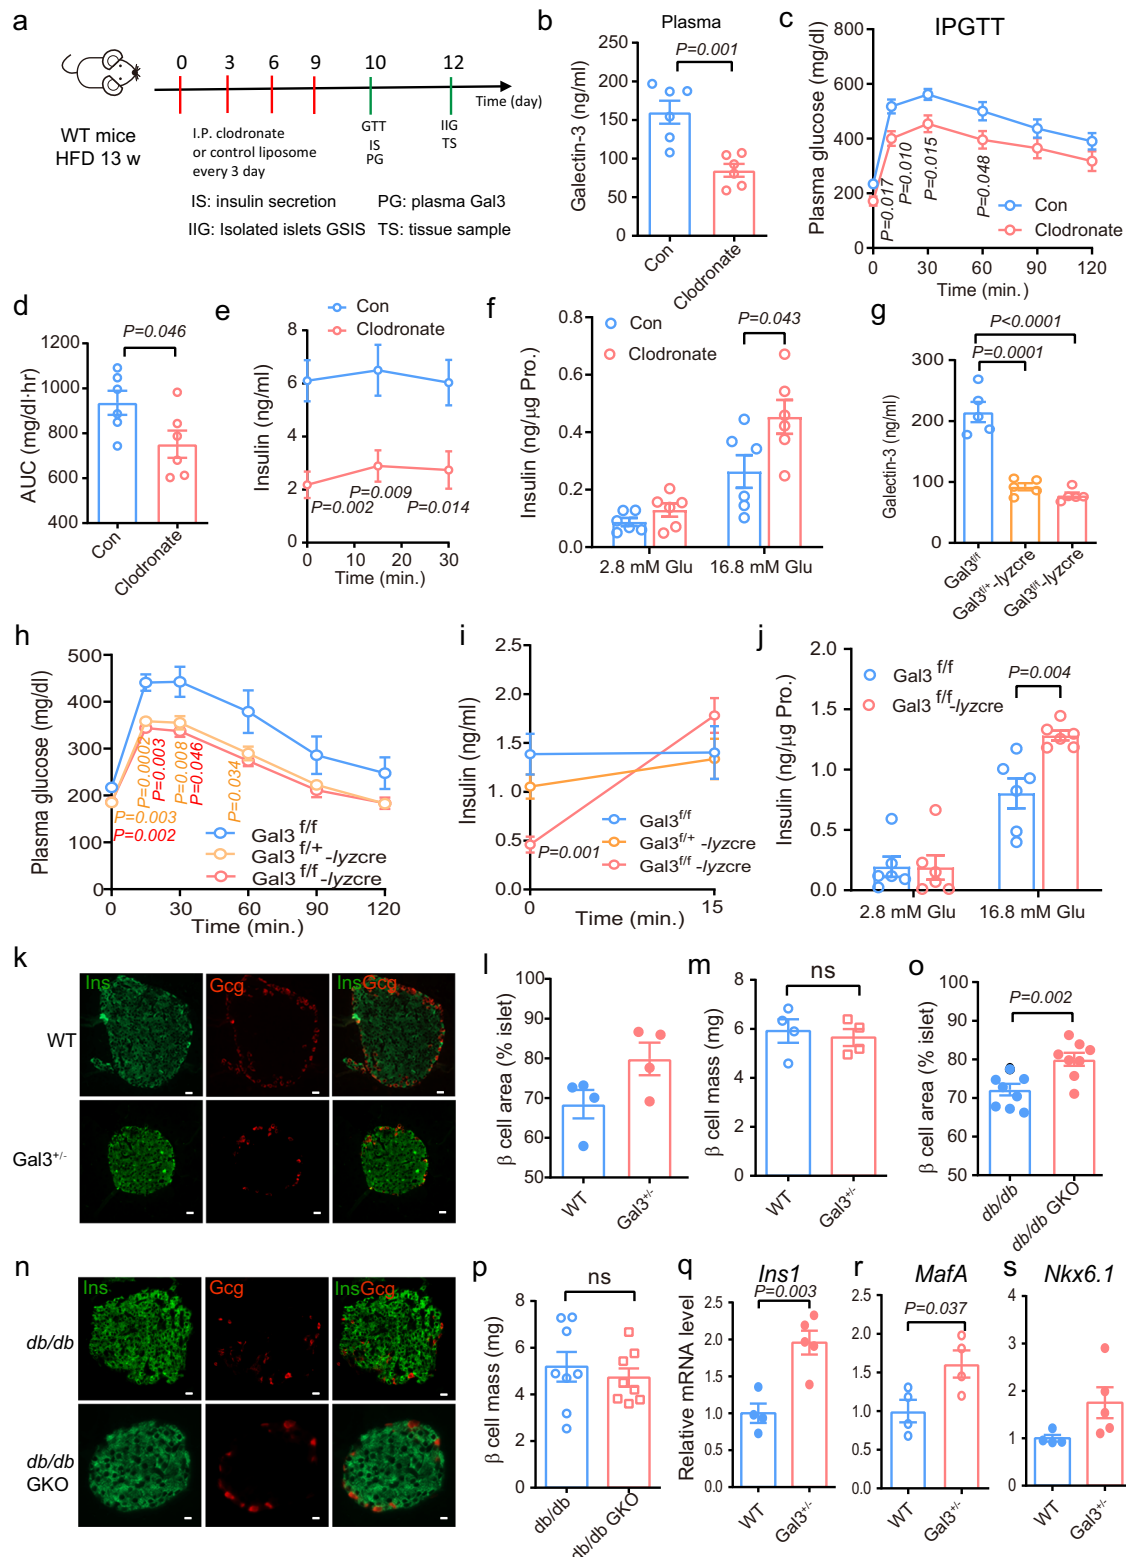 a
0 3 6 9 10 12
Time (day)
WT mice
HFD 13 w
I.P. clodronate
or control liposome
every 3 day
GTT
IS
PG
IIG
TS
IS: insulin secretion PG: plasma Gal3
IIG: Isolated islets GSIS TS: tissue sample
b
Plasma
P=0.001
Galectin-3 (ng/ml)
250
200
150
100
50
0
Con
Clodronate
c
IPGTT
Plasma glucose (mg/dl)
800
600
400
200
0
P=0.017
P=0.010
P=0.015
P=0.048
Con
Clodronate
0 30 60 90 120
Time (min.)
d
P=0.046
AUC (mg/dl·hr)
1200
1000
800
600
400
Con
Clodronate
e
Con
Clodronate
Insulin (ng/ml)
8
6
4
2
0
P=0.002
P=0.009
P=0.014
0 10 20 30
Time (min.)
f
Con
Clodronate
P=0.043
Insulin (ng/µg Pro.)
0.8
0.6
0.4
0.2
0.0
2.8 mM Glu 16.8 mM Glu
g
P<0.0001
P=0.0001
Galectin-3 (ng/ml)
300
200
100
0
Gal3f/f
Gal3f/+-lyzcre
Gal3f/f-lyzcre
h
Plasma glucose (mg/dl)
500
400
300
200
100
0
P=0.003
P=0.002
P=0.0002
P=0.003
P=0.008
P=0.046
P=0.034
Gal3 f/f
Gal3 f/+ -lyzcre
Gal3 f/f -lyzcre
0 30 60 90 120
Time (min.)
i
Insulin (ng/ml)
2.5
2.0
1.5
1.0
0.5
0.0
P=0.001
Gal3f/f
Gal3f/+ -lyzcre
Gal3f/f -lyzcre
0 15
Time (min.)
j
Gal3 f/f
Gal3 f/f-lyzcre
P=0.004
Insulin (ng/µg Pro.)
2.0
1.5
1.0
0.5
0.0
2.8 mM Glu 16.8 mM Glu
k
Ins Gcg InsGcg
WT
Gal3+/-
l
β cell area (% islet)
100
90
80
70
60
50
WT
Gal3+/-
m
ns
β cell mass (mg)
8
6
4
2
0
WT
Gal3+/-
o
P=0.002
β cell area (% islet)
100
90
80
70
60
50
db/db
db/db GKO
n
Ins Gcg InsGcg
db/db
db/db
GKO
p
ns
β cell mass (mg)
8
6
4
2
0
db/db
db/db GKO
q
Ins1
P=0.003
Relative mRNA level
2.5
2.0
1.5
1.0
0.5
0.0
WT
Gal3+/-
r
MafA
P=0.037
2.5
2.0
1.5
1.0
0.5
0.0
WT
Gal3+/-
s
Nkx6.1
4
3
2
1
0
WT
Gal3+/-